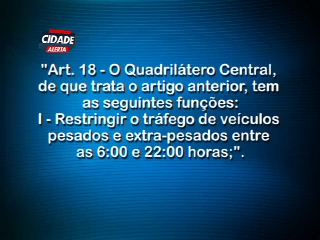 CIDADE
ALERTA
"Art. 18 - O Quadrilátero Central,
de que trata o artigo anterior, tem
as seguintes funções:
I - Restringir o tráfego de veículos
pesados e extra-pesados entre
as 6:00 e 22:00 horas;".